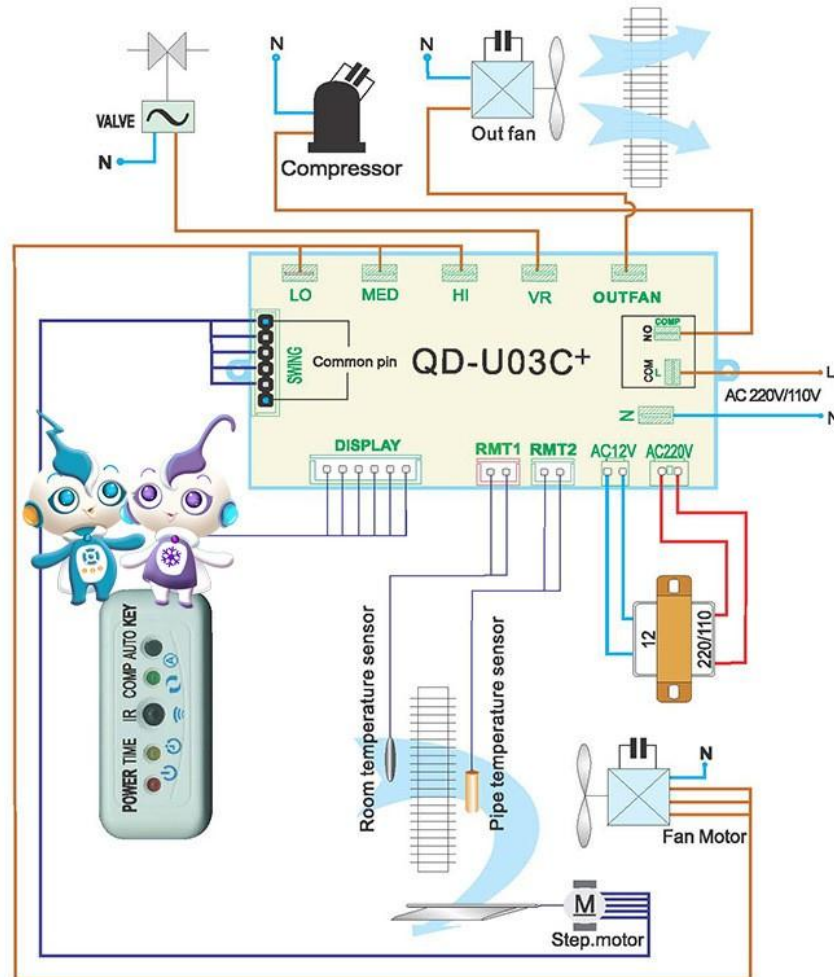 N
N
VALVE
N
Compressor
Out fan
LO
MED
HI
VR
OUTFAN
SWING
Common pin
QD-U03C+
NO
COMP
COM
L
L
AC 220V/110V
N
N
DISPLAY
RMT1
RMT2
AC12V
AC220V
12
220/110
POWER TIME IR COMP AUTO KEY
A
Room temperature sensor
Pipe temperature sensor
N
Fan Motor
M
Step.motor